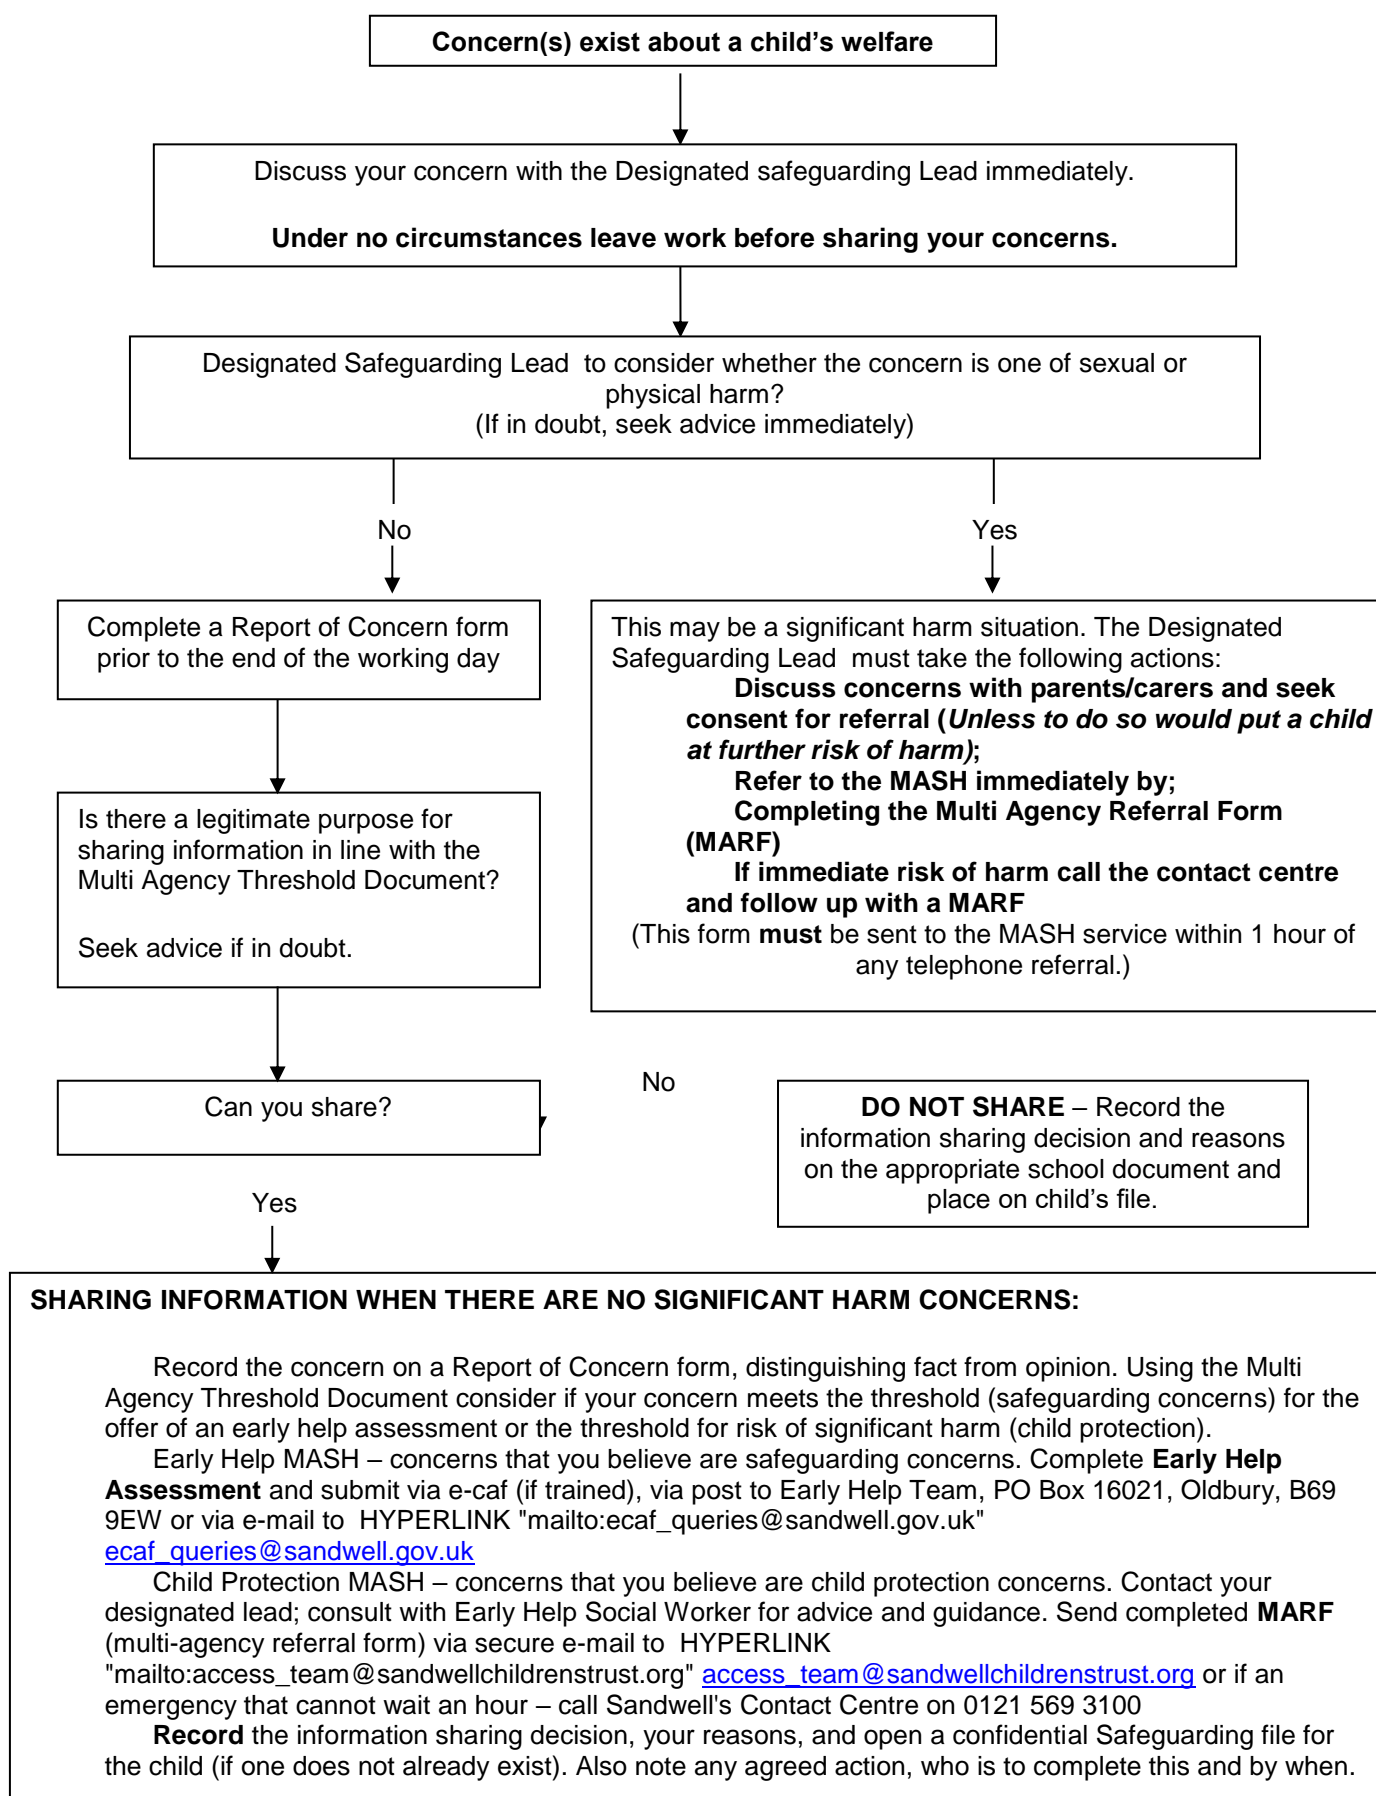 Concern(s) exist about a child's welfare
Discuss your concern with the Designated safeguarding Lead immediately.
Under no circumstances leave work before sharing your concerns.
Designated Safeguarding Lead  to consider whether the concern is one of sexual or
physical harm?
(If in doubt, seek advice immediately)
No
Yes
Complete a Report of Concern form
prior to the end of the working day
This may be a significant harm situation. The Designated
Safeguarding Lead  must take the following actions:
Discuss concerns with parents/carers and seek
consent for referral (Unless to do so would put a child
at further risk of harm);
Refer to the MASH immediately by;
Completing the Multi Agency Referral Form
(MARF)
If immediate risk of harm call the contact centre
and follow up with a MARF
(This form must be sent to the MASH service within 1 hour of
any telephone referral.)
Is there a legitimate purpose for
sharing information in line with the
Multi Agency Threshold Document?
Seek advice if in doubt.
Can you share?
No
DO NOT SHARE – Record the
information sharing decision and reasons
on the appropriate school document and
place on child's file.
Yes
SHARING INFORMATION WHEN THERE ARE NO SIGNIFICANT HARM CONCERNS:
Record the concern on a Report of Concern form, distinguishing fact from opinion. Using the Multi
Agency Threshold Document consider if your concern meets the threshold (safeguarding concerns) for the
offer of an early help assessment or the threshold for risk of significant harm (child protection).
Early Help MASH – concerns that you believe are safeguarding concerns. Complete Early Help
Assessment and submit via e-caf (if trained), via post to Early Help Team, PO Box 16021, Oldbury, B69
9EW or via e-mail to  HYPERLINK "mailto:ecaf_queries@sandwell.gov.uk"
ecaf_queries@sandwell.gov.uk
Child Protection MASH – concerns that you believe are child protection concerns. Contact your
designated lead; consult with Early Help Social Worker for advice and guidance. Send completed MARF
(multi-agency referral form) via secure e-mail to  HYPERLINK
"mailto:access_team@sandwellchildrenstrust.org" access_team@sandwellchildrenstrust.org or if an
emergency that cannot wait an hour – call Sandwell's Contact Centre on 0121 569 3100
Record the information sharing decision, your reasons, and open a confidential Safeguarding file for
the child (if one does not already exist). Also note any agreed action, who is to complete this and by when.